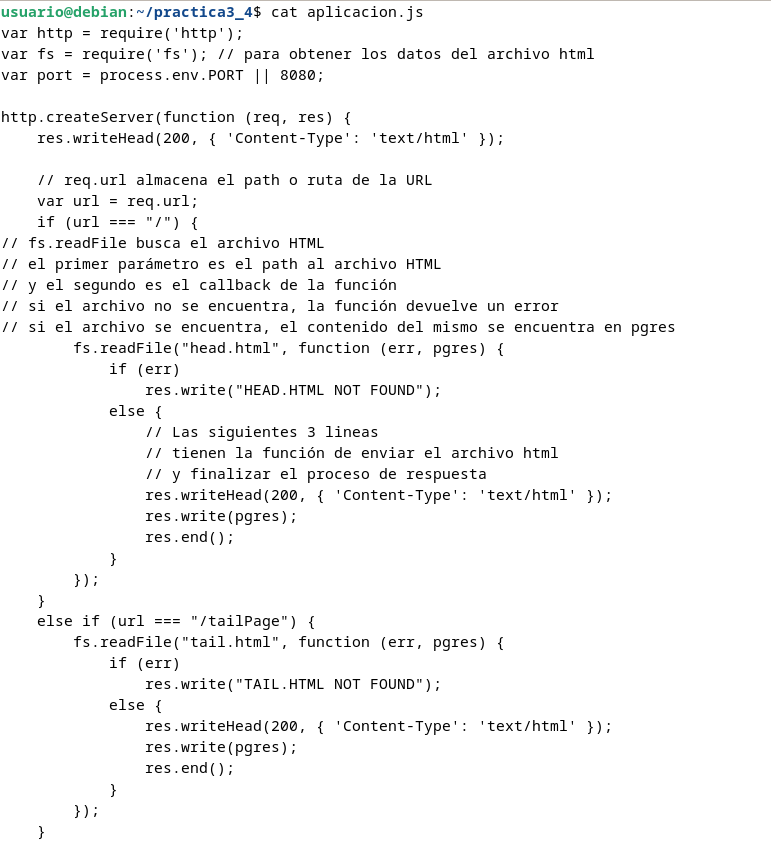 usuario@debian:~/practica3_4$ cat aplicacion.js
var http = require('http');
var fs = require('fs'); // para obtener los datos del archivo html
var port = process.env.PORT || 8080;

http.createServer(function (req, res) {
    res.writeHead(200, { 'Content-Type': 'text/html' });

    // req.url almacena el path o ruta de la URL
    var url = req.url;
    if (url === "/") {
// fs.readFile busca el archivo HTML
// el primer parámetro es el path al archivo HTML
// y el segundo es el callback de la función
// si el archivo no se encuentra, la función devuelve un error
// si el archivo se encuentra, el contenido del mismo se encuentra en pgres
        fs.readFile("head.html", function (err, pgres) {
            if (err)
                res.write("HEAD.HTML NOT FOUND");
            else {
                // Las siguientes 3 lineas
                // tienen la función de enviar el archivo html
                // y finalizar el proceso de respuesta
                res.writeHead(200, { 'Content-Type': 'text/html' });
                res.write(pgres);
                res.end();
            }
        });
    }
    else if (url === "/tailPage") {
        fs.readFile("tail.html", function (err, pgres) {
            if (err)
                res.write("TAIL.HTML NOT FOUND");
            else {
                res.writeHead(200, { 'Content-Type': 'text/html' });
                res.write(pgres);
                res.end();
            }
        });
    }